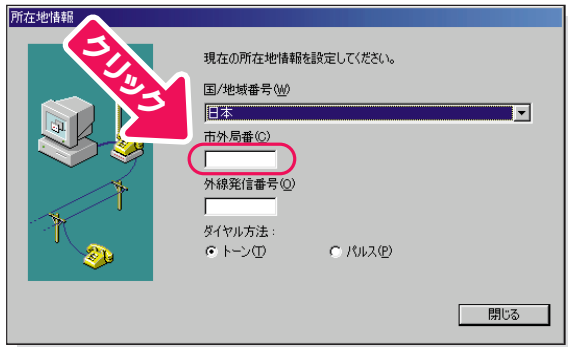 所在地情報
クリック
現在の所在地情報を設定してください。
国/地域番号(W)
日本
市外局番(C)
外線発信番号(O)
ダイヤル方法:
トーン(T) パルス(P)
閉じる